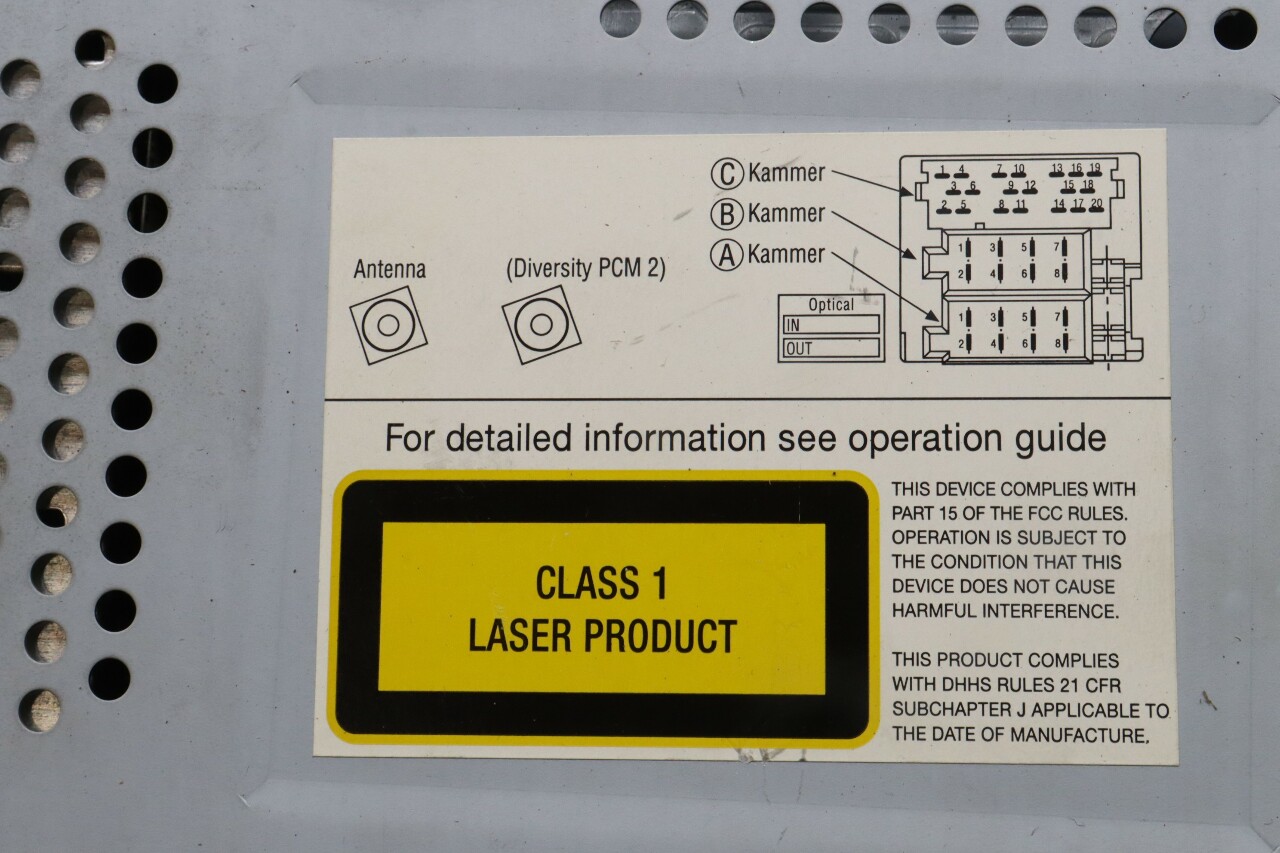 C Kammer
B Kammer
A Kammer
1 4 7 10 13 16 19
3 6 9 12 15 18
2 5 8 11 14 17 20
1 3 5 7
2 4 6 8
1 3 5 7
2 4 6 8
Antenna
(Diversity PCM 2)
Optical
IN
OUT
For detailed information see operation guide
CLASS 1
LASER PRODUCT
THIS DEVICE COMPLIES WITH
PART 15 OF THE FCC RULES.
OPERATION IS SUBJECT TO
THE CONDITION THAT THIS
DEVICE DOES NOT CAUSE
HARMFUL INTERFERENCE.
THIS PRODUCT COMPLIES
WITH DHHS RULES 21 CFR
SUBCHAPTER J APPLICABLE TO
THE DATE OF MANUFACTURE.